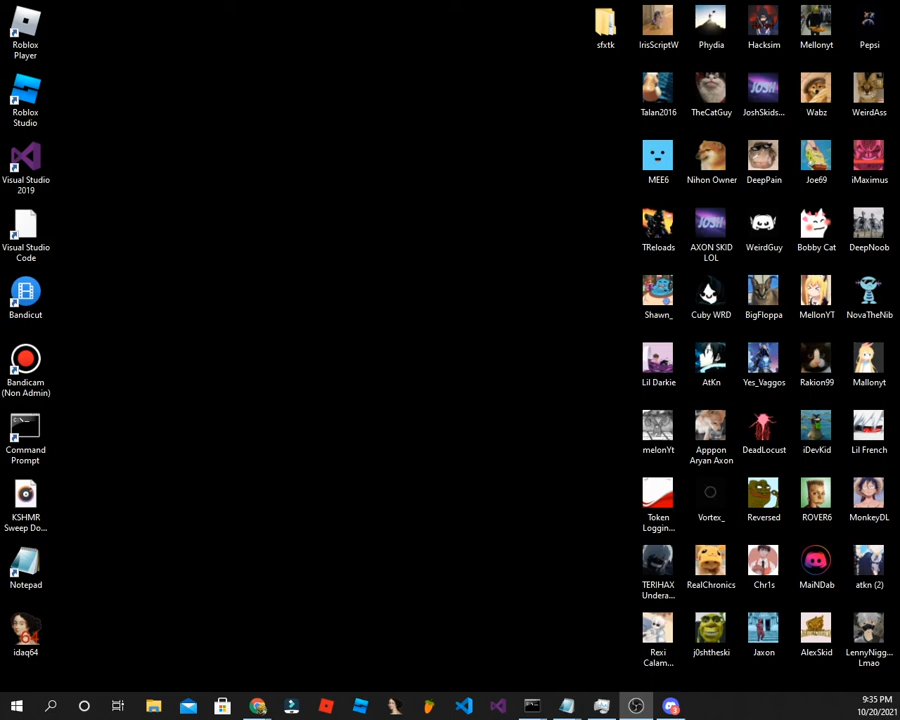 Roblox
Player
Roblox
Studio
Visual Studio
2019
Visual Studio
Code
Bandicut
Bandicam
(Non Admin)
Command
Prompt
KSHMR
Sweep Do...
Notepad
64
idaq64
sfxtk
IrisScriptW
Phydia
Hacksim
Mellonyt
Pepsi
Talan2016
TheCatGuy
JOSH
JoshSkids...
Wabz
WeirdAss
MEE6
Nihon Owner
DeepPain
Joe69
iMaximus
TReloads
JOSH
AXON SKID
LOL
WeirdGuy
Bobby Cat
DeepNoob
Shawn_
Cuby WRD
BigFloppa
MellonYT
NovaTheNib
Lil Darkie
AtKn
Yes_Vaggos
Rakion99
Mallonyt
melonYt
Apppon
Aryan Axon
DeadLocust
iDevKid
Lil French
Token
Loggin...
Vortex_
Reversed
ROVER6
MonkeyDL
TERIHAX
Undera...
RealChronics
Chr1s
MaiNDab
atkn (2)
Rexi
Calam...
j0shtheski
Jaxon
AlexSkid
LennyNigg...
Lmao
9:35 PM
10/20/2021